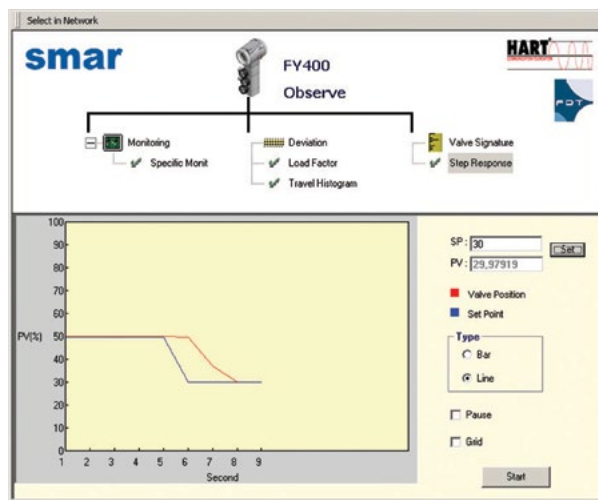 Select in Network
smar
FY400
Observe
HART
COMMUNICATION FOUNDATION
FDT
Monitoring
Specific Monit
Deviation
Load Factor
Travel Histogram
Valve Signature
Step Response
100
90
80
70
60
PV(%)
50
40
30
20
10
0
1 2 3 4 5 6 7 8 9
Second
SP: 30
Set
PV: 29,97919
Valve Position
Set Point
Type
Bar
Line
Pause
Grid
Start